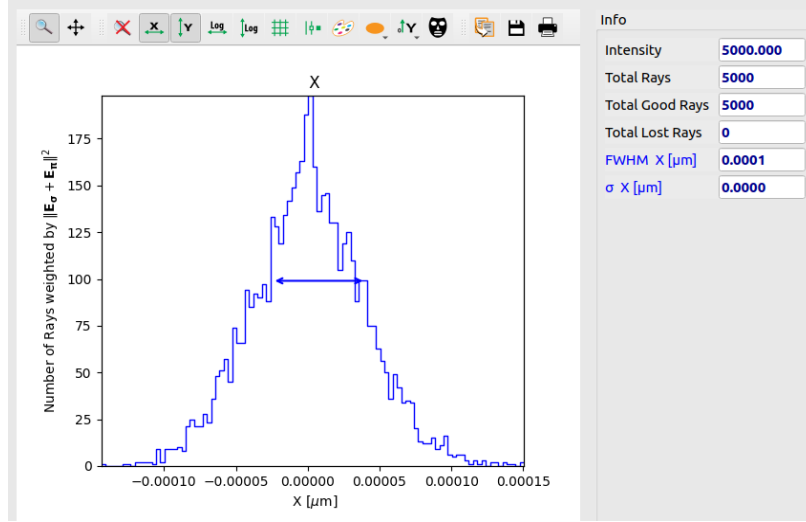 Log
Log
Y
Info
Intensity 5000.000
Total Rays 5000
Total Good Rays 5000
Total Lost Rays 0
FWHM X [μm] 0.0001
σ X [μm] 0.0000
X
Number of Rays weighted by ‖Eσ + Eπ‖²
175
150
125
100
75
50
25
0
−0.00010 −0.00005 0.00000 0.00005 0.00010 0.00015
X [μm]